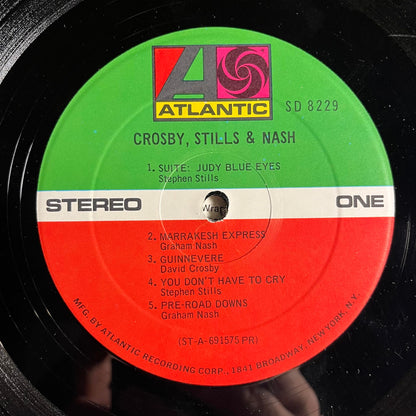 ATLANTIC
SD 8229
CROSBY, STILLS & NASH
1. SUITE: JUDY BLUE EYES
Stephen Stills
STEREO
ONE
2. MARRAKESH EXPRESS
Graham Nash
3. GUINNEVERE
David Crosby
4. YOU DON'T HAVE TO CRY
Stephen Stills
5. PRE-ROAD DOWNS
Graham Nash
(ST-A-691575 PR)
MFG. BY ATLANTIC RECORDING CORP., 1841 BROADWAY, NEW YORK, N.Y.